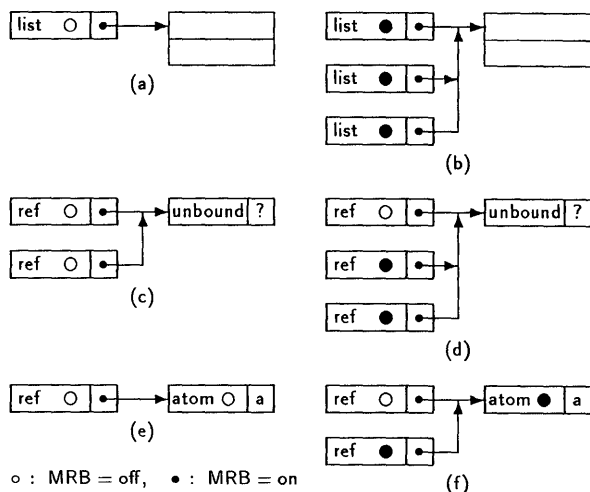 list
(a)
list
list
list
(b)
ref unbound ?
ref
(c)
ref unbound ?
ref
ref
(d)
ref atom a
(e)
ref atom a
ref
(f)
○ : MRB = off, ● : MRB = on